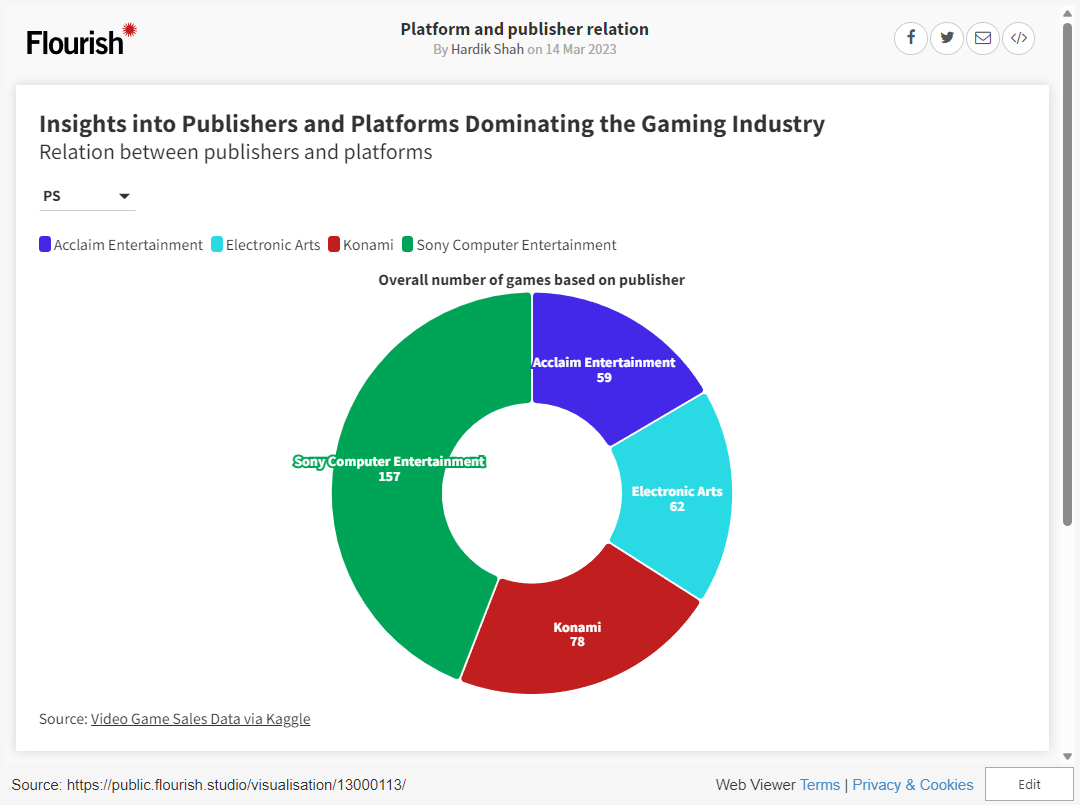 Flourish
Platform and publisher relation
By Hardik Shah on 14 Mar 2023
Insights into Publishers and Platforms Dominating the Gaming Industry
Relation between publishers and platforms
PS
Acclaim Entertainment Electronic Arts Konami Sony Computer Entertainment
Overall number of games based on publisher
Acclaim Entertainment
59
Sony Computer Entertainment
157
Electronic Arts
62
Konami
78
Source: Video Game Sales Data via Kaggle
Source: https://public.flourish.studio/visualisation/13000113/
Web Viewer Terms | Privacy & Cookies
Edit